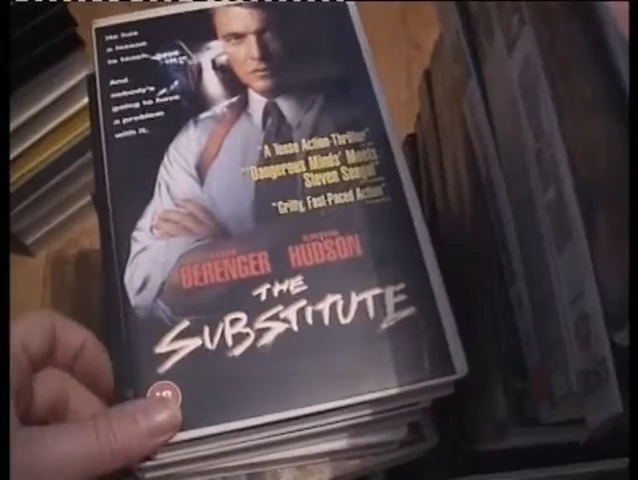 He has
a lesson
to teach
And
nobody's
going to have
a problem
with it.
"A Tense Action-Thriller"
"'Dangerous Minds' Meets
Steven Seagal"
"Gritty, Fast-Paced Action"
BERENGER HUDSON
THE
SUBSTITUTE
18